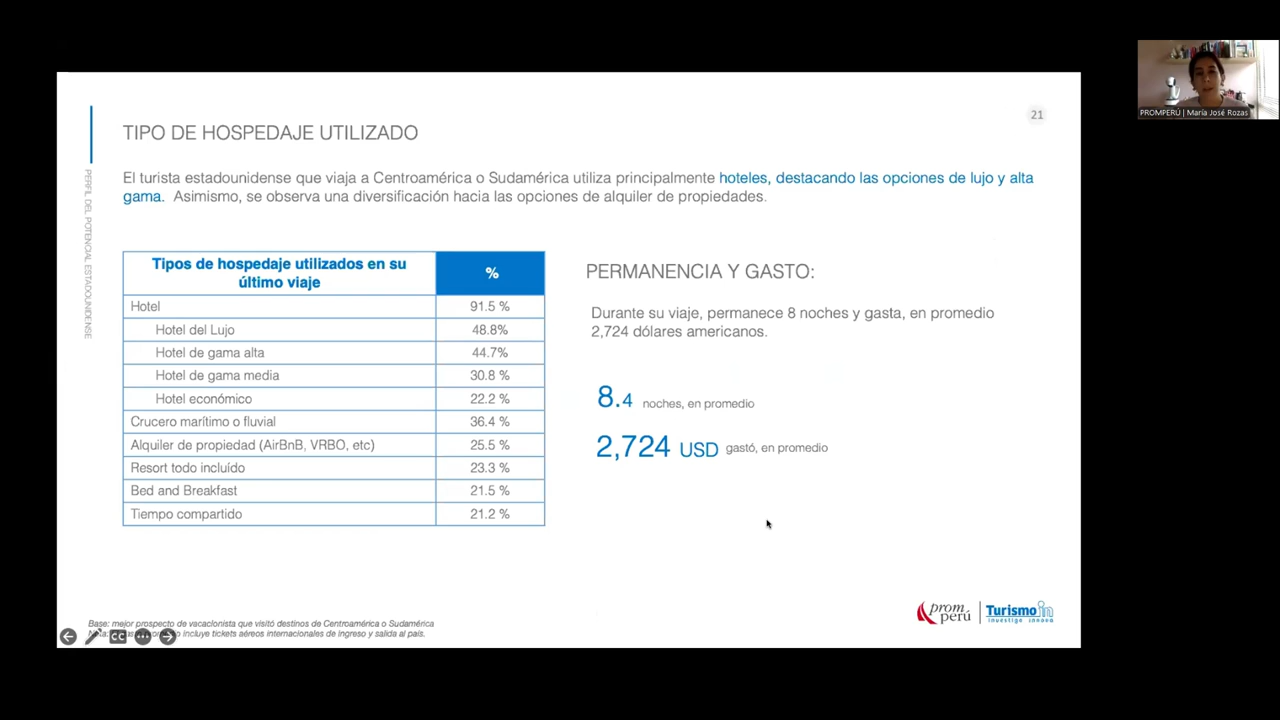 21
TIPO DE HOSPEDAJE UTILIZADO
El turista estadounidense que viaja a Centroamérica o Sudamérica utiliza principalmente hoteles, destacando las opciones de lujo y alta
gama. Asimismo, se observa una diversificación hacia las opciones de alquiler de propiedades.
PERFIL DEL POTENCIAL ESTADOUNIDENSE
Tipos de hospedaje utilizados en su
último viaje
%
Hotel 91.5 %
Hotel del Lujo 48.8%
Hotel de gama alta 44.7%
Hotel de gama media 30.8 %
Hotel económico 22.2 %
Crucero marítimo o fluvial 36.4 %
Alquiler de propiedad (AirBnB, VRBO, etc) 25.5 %
Resort todo incluído 23.3 %
Bed and Breakfast 21.5 %
Tiempo compartido 21.2 %
PERMANENCIA Y GASTO:
Durante su viaje, permanece 8 noches y gasta, en promedio
2,724 dólares americanos.
8.4 noches, en promedio
2,724 USD gastó, en promedio
Base: mejor prospecto de vacacionista que visitó destinos de Centroamérica o Sudamérica
incluye tickets aéreos internacionales de ingreso y salida al país.
CC
prom
perú
Turismo in
investiga innova
PROMPERÚ | María José Rozas